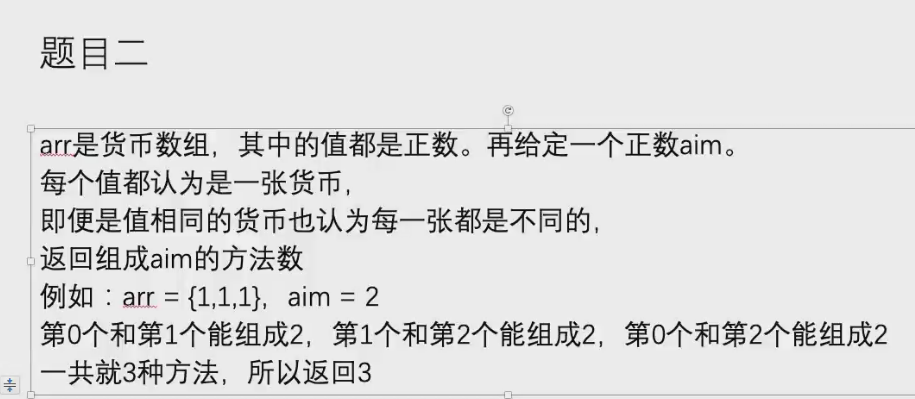 题目二
arr是货币数组，其中的值都是正数。再给定一个正数aim。
每个值都认为是一张货币，
即便是值相同的货币也认为每一张都是不同的，
返回组成aim的方法数
例如：arr = {1,1,1}，aim = 2
第0个和第1个能组成2，第1个和第2个能组成2，第0个和第2个能组成2
一共就3种方法，所以返回3